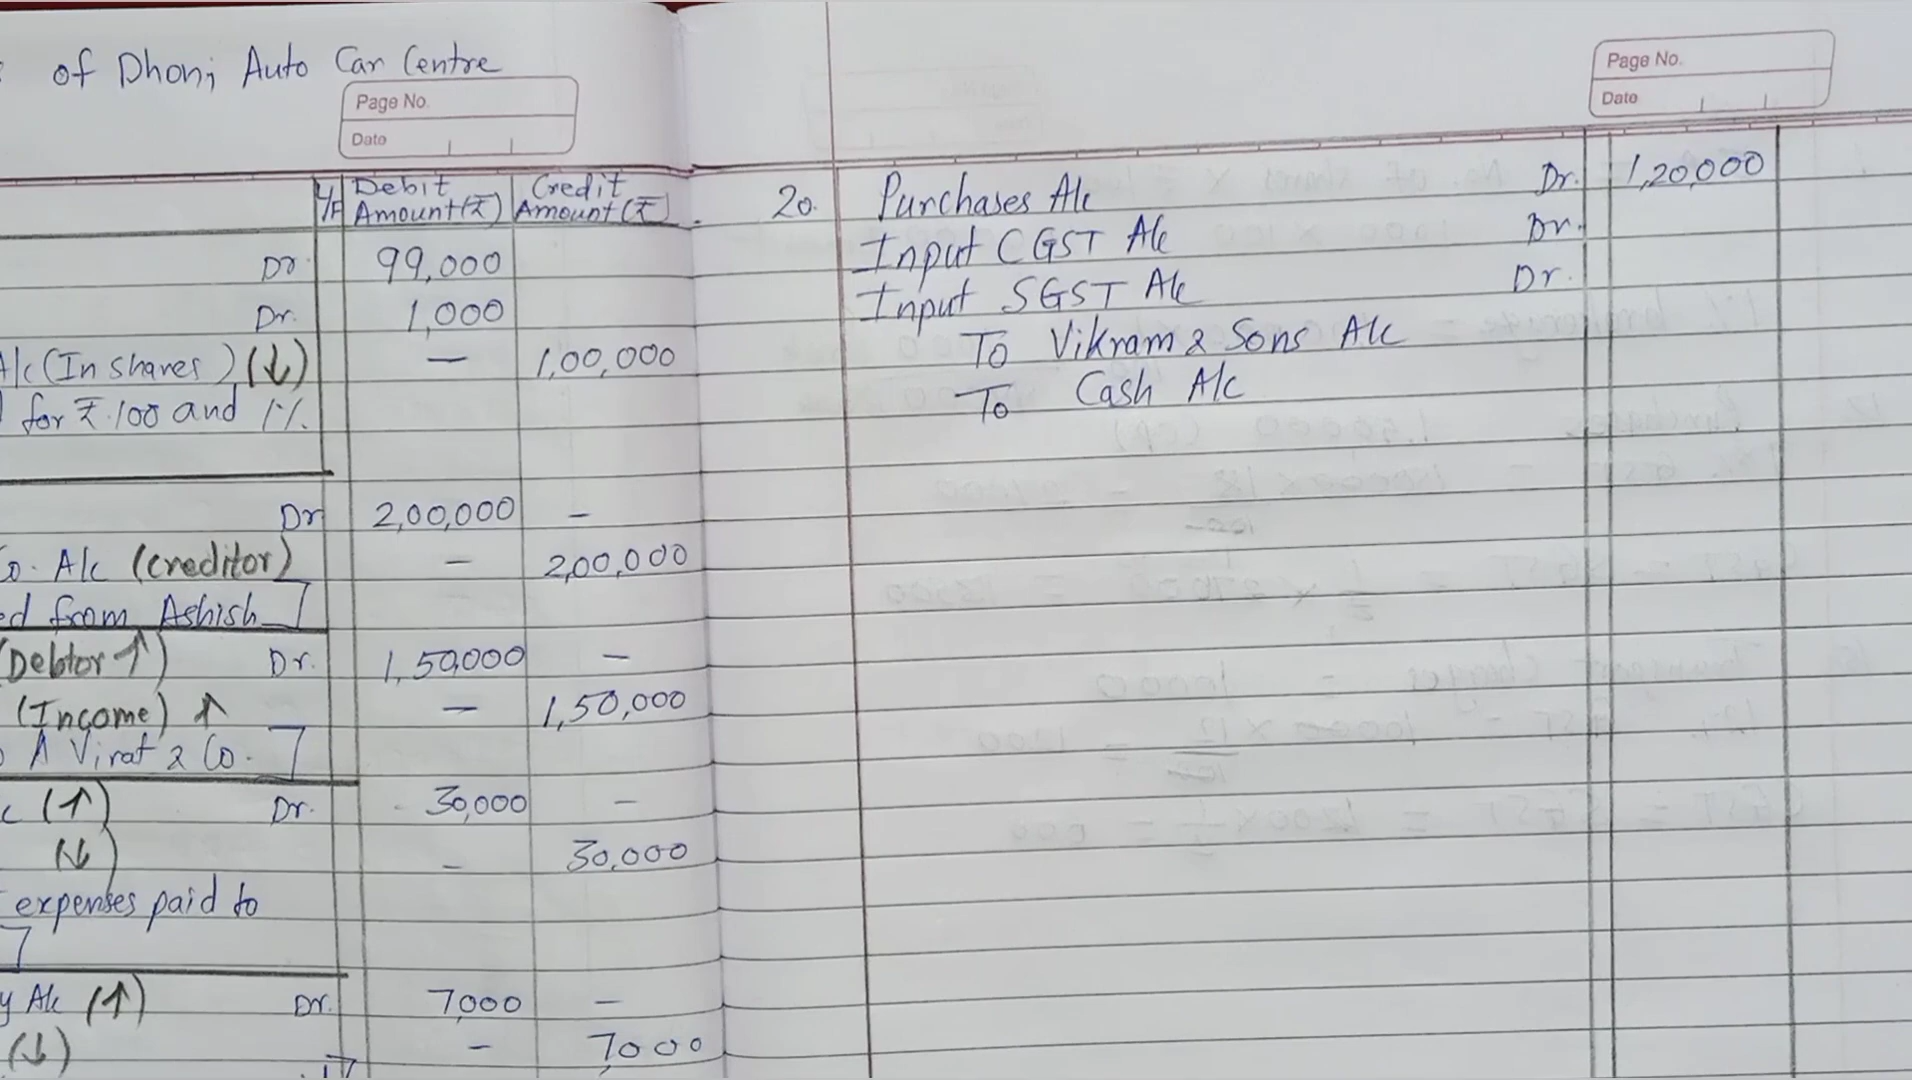 of Dhoni Auto Car Centre
Page No.
Date
L/F Debit Amount(₹) Credit Amount(₹)
Dr 99,000
Dr. 1,000
A/c (In shares) (↓) — 1,00,000
for ₹.100 and 1%.
Dr 2,00,000 –
Co. A/c (creditor) — 2,00,000
ed from Ashish ]
(Debtor ↑) Dr. 1,50,000 —
(Income) ↑ — 1,50,000
A Virat & Co. ]
c (↑) Dr. 30,000 –
(↓) – 30,000
expenses paid to
]
y A/c (↑) Dr. 7,000 –
(↓) – 7,000
Page No.
Date
20. Purchases A/c Dr. 1,20,000
Input CGST A/c Dr.
Input SGST A/c Dr.
To Vikram & Sons A/c
To Cash A/c